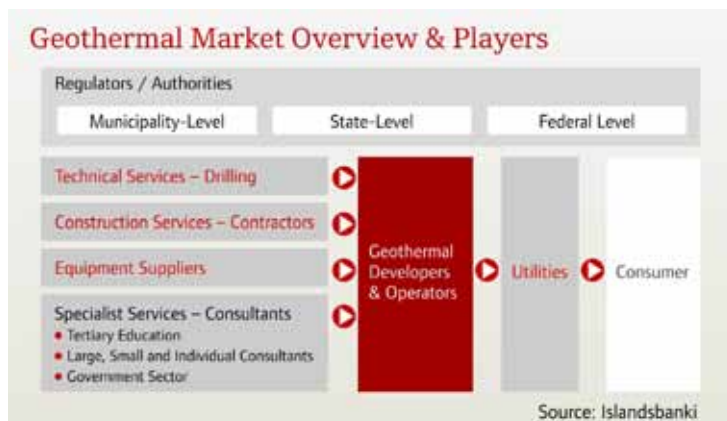 Geothermal Market Overview & Players
Regulators / Authorities
Municipality-Level
State-Level
Federal Level
Technical Services – Drilling
Construction Services – Contractors
Equipment Suppliers
Specialist Services – Consultants
• Tertiary Education
• Large, Small and Individual Consultants
• Government Sector
Geothermal
Developers
& Operators
Utilities
Consumer
Source: Islandsbanki